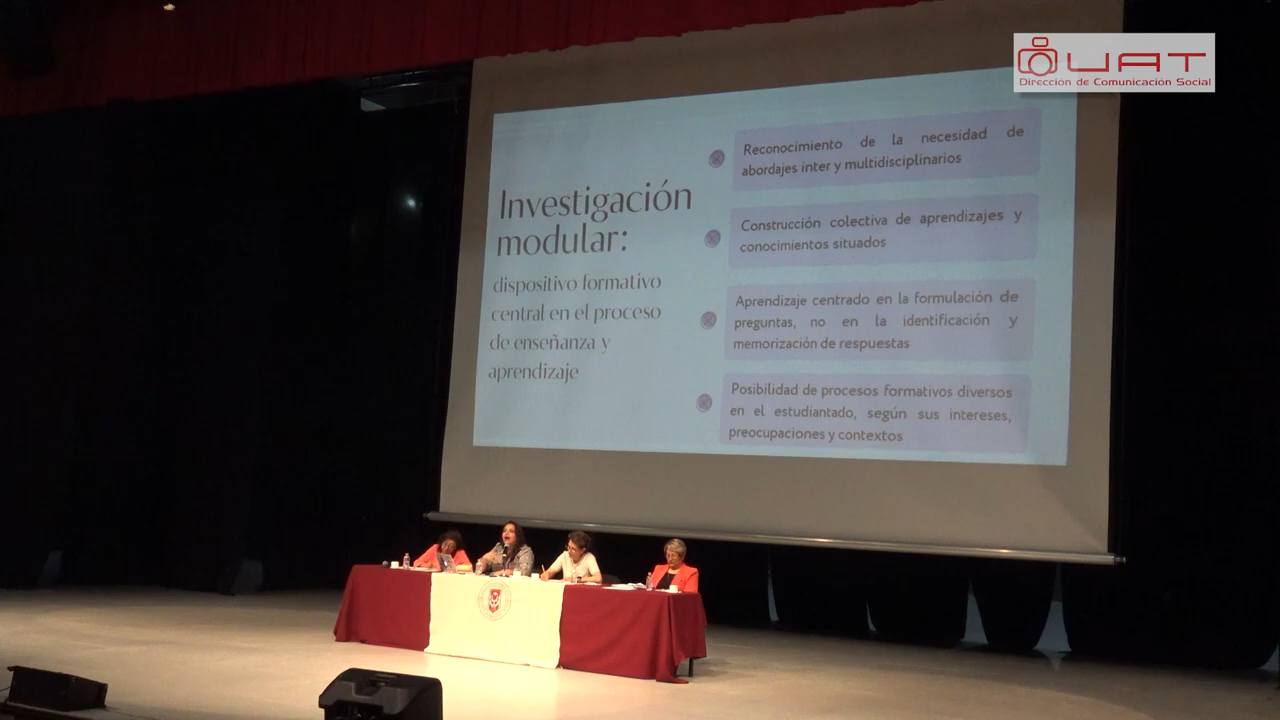 UAT
Dirección de Comunicación Social
Investigación
modular:
dispositivo formativo
central en el proceso
de enseñanza y
aprendizaje
Reconocimiento de la necesidad de
abordajes inter y multidisciplinarios
Construcción colectiva de aprendizajes y
conocimientos situados
Aprendizaje centrado en la formulación de
preguntas, no en la identificación y
memorización de respuestas
Posibilidad de procesos formativos diversos
en el estudiantado, según sus intereses,
preocupaciones y contextos